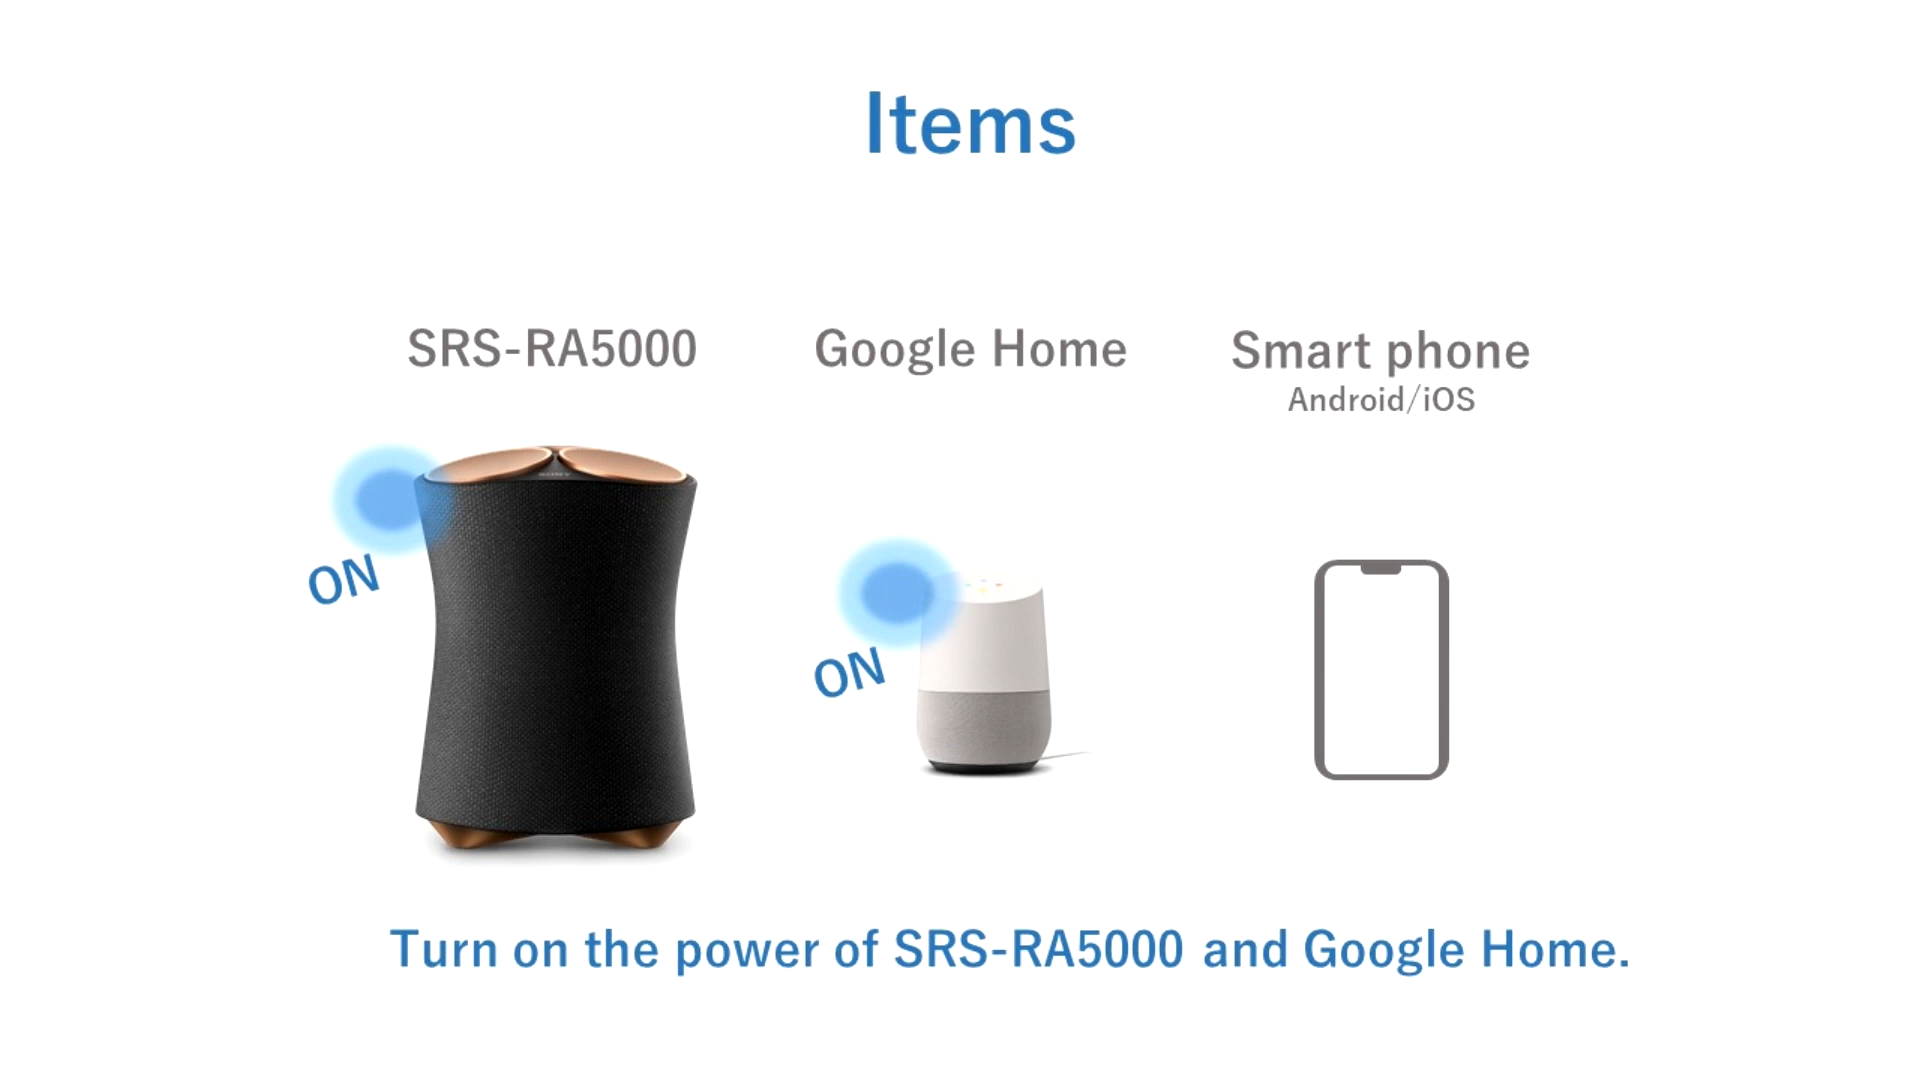 Items
SRS-RA5000
Google Home
Smart phone
Android/iOS
SONY
ON
ON
Turn on the power of SRS-RA5000 and Google Home.